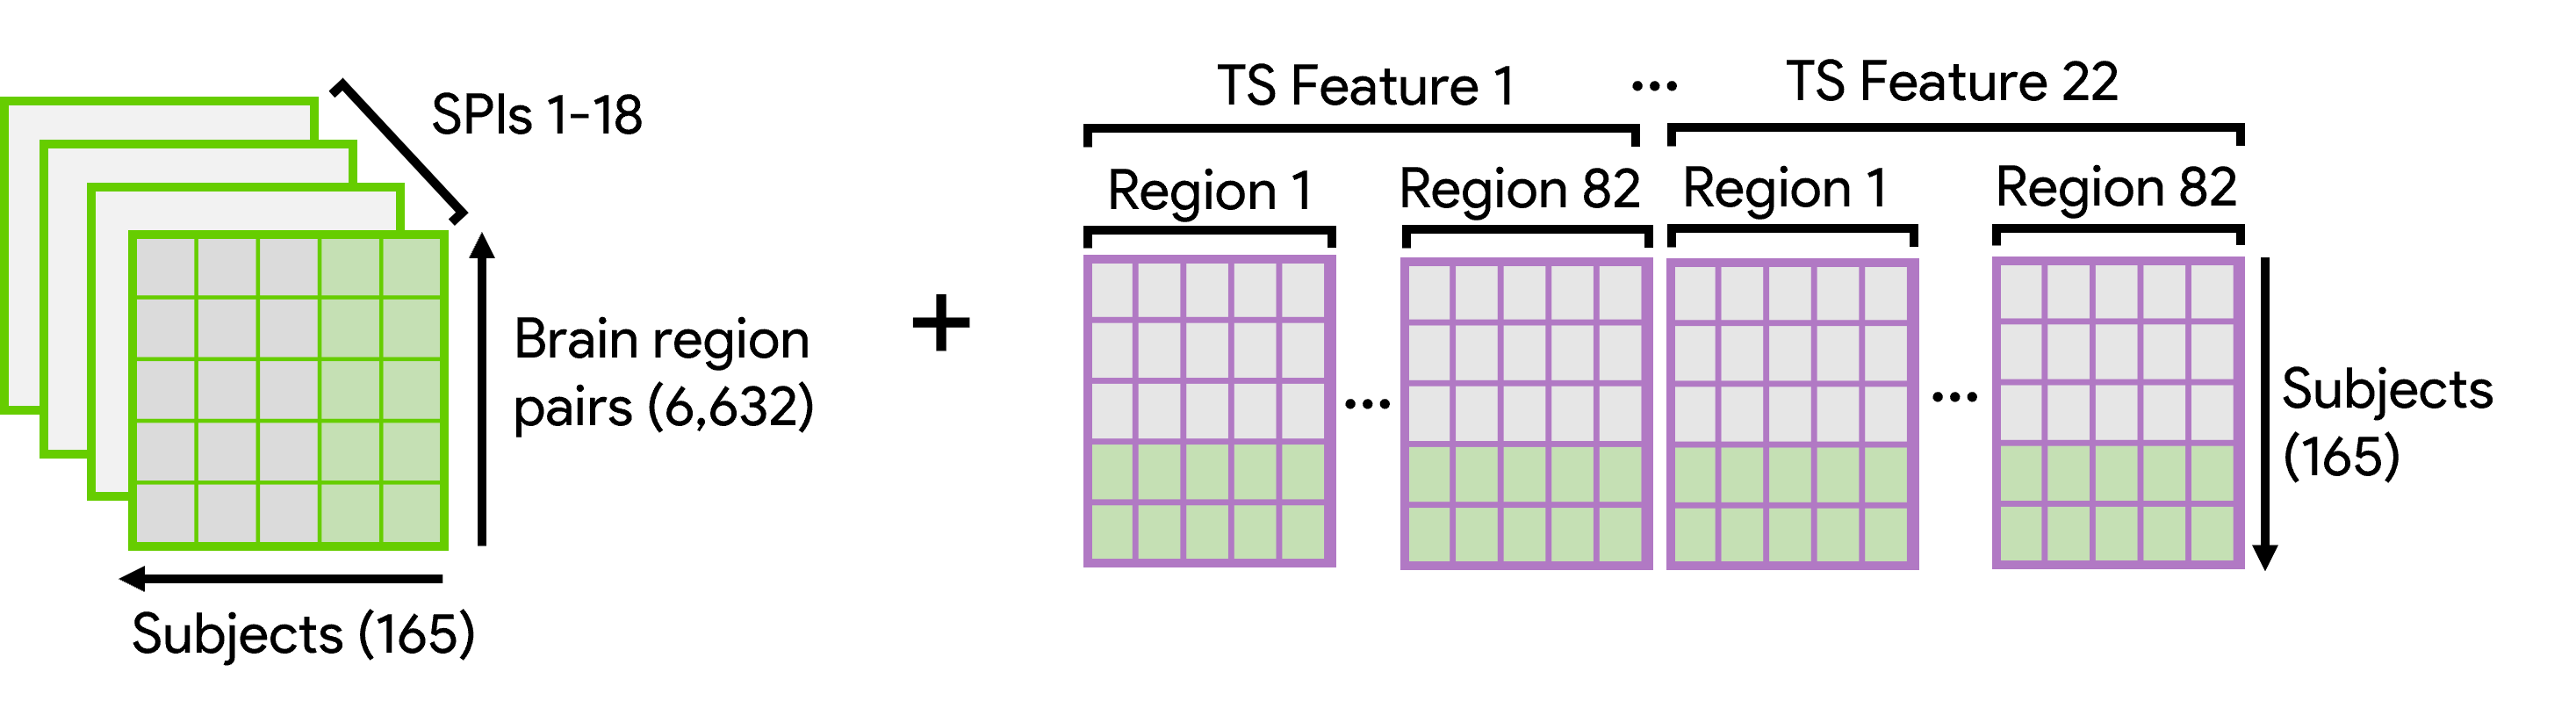 SPIs 1-18
Brain region
pairs (6,632)
Subjects (165)
+
TS Feature 1 ... TS Feature 22
Region 1 Region 82 Region 1 Region 82
... ...
Subjects
(165)